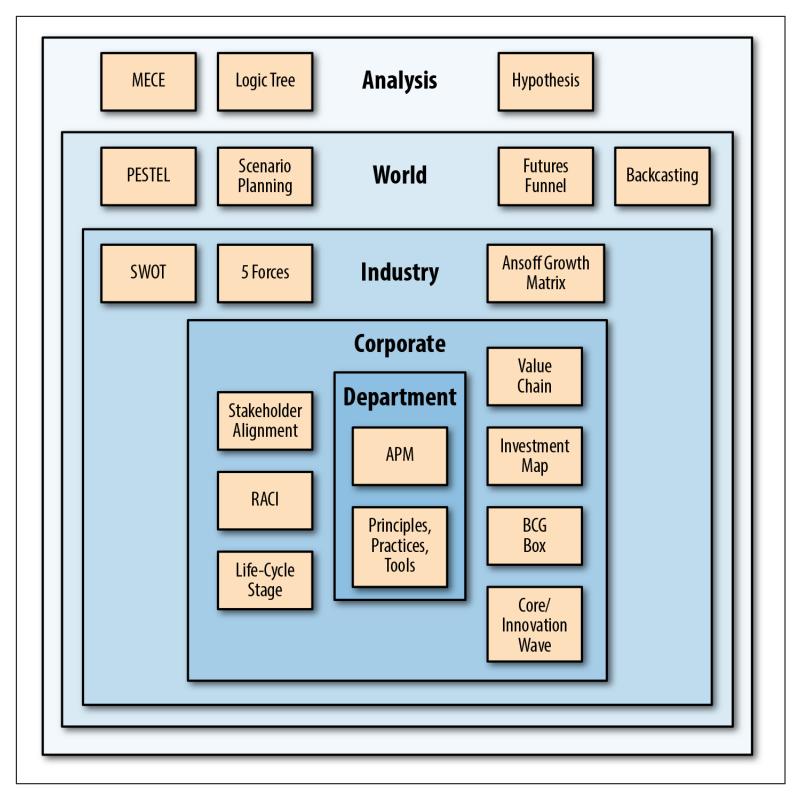 MECE
Logic Tree
Analysis
Hypothesis
PESTEL
Scenario
Planning
World
Futures
Funnel
Backcasting
SWOT
5 Forces
Industry
Ansoff Growth
Matrix
Corporate
Stakeholder
Alignment
RACI
Life-Cycle
Stage
Department
APM
Principles,
Practices,
Tools
Value
Chain
Investment
Map
BCG
Box
Core/
Innovation
Wave